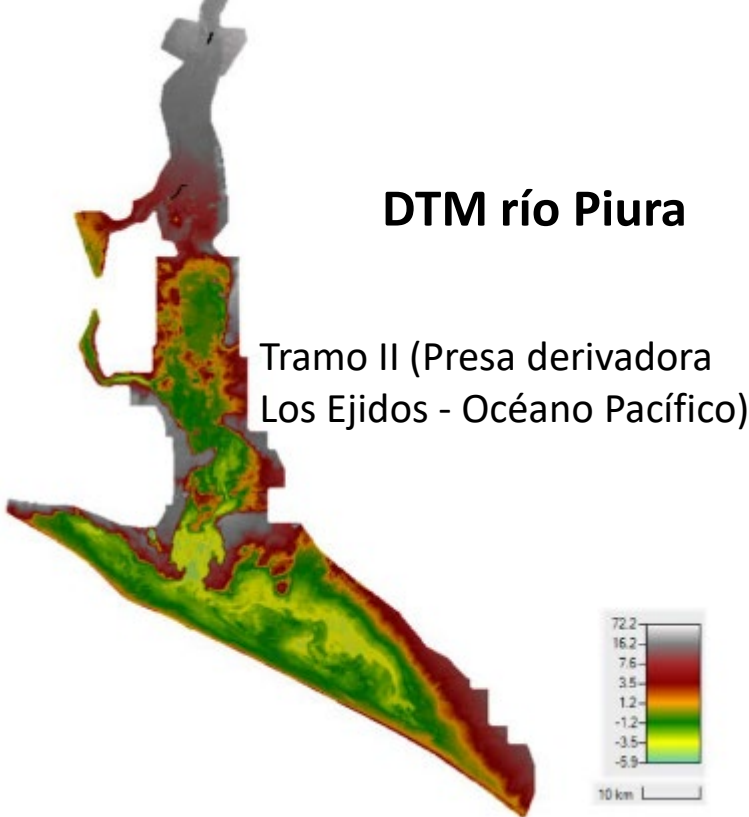 DTM río Piura
Tramo II (Presa derivadora
Los Ejidos - Océano Pacífico)
72.2
16.2
7.6
3.5
1.2
-1.2
-3.5
-5.9
10 km